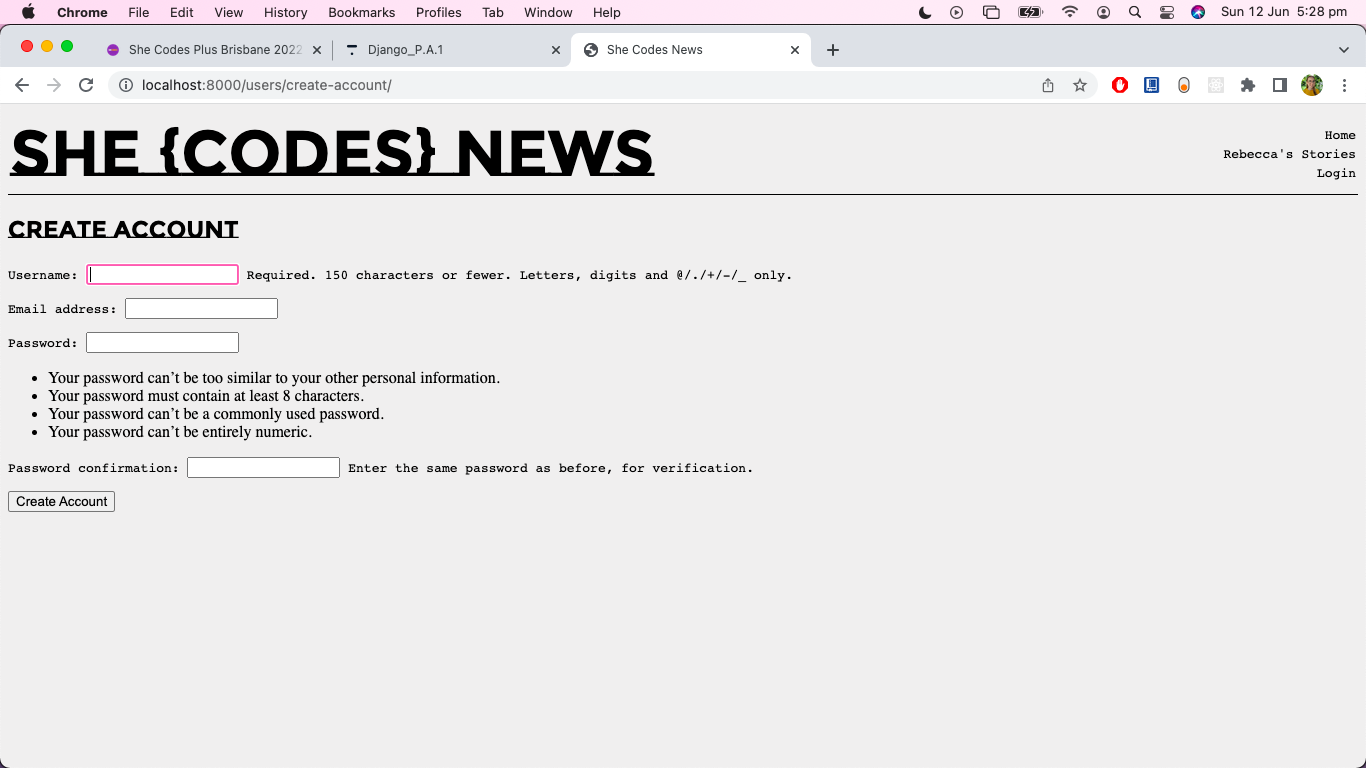 Chrome File Edit View History Bookmarks Profiles Tab Window Help Sun 12 Jun 5:28 pm
She Codes Plus Brisbane 2022 Django_P.A.1 She Codes News
localhost:8000/users/create-account/
SHE {CODES} NEWS
Home
Rebecca's Stories
Login
CREATE ACCOUNT
Username: Required. 150 characters or fewer. Letters, digits and @/./+/-/_ only.
Email address:
Password:
• Your password can’t be too similar to your other personal information.
• Your password must contain at least 8 characters.
• Your password can’t be a commonly used password.
• Your password can’t be entirely numeric.
Password confirmation: Enter the same password as before, for verification.
Create Account